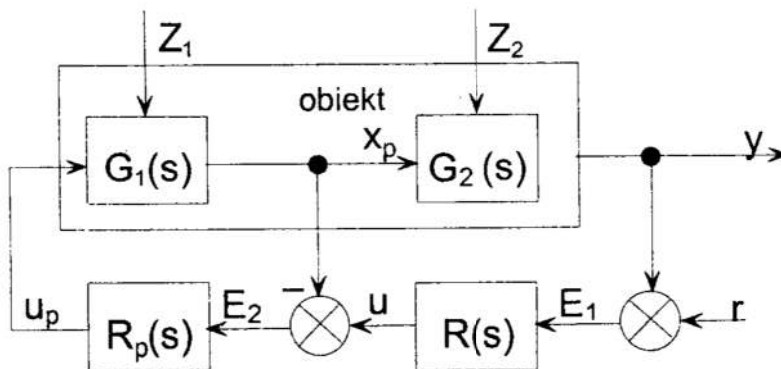 Z₁ Z₂
obiekt
G₁(s) xₚ G₂ (s) y
uₚ Rₚ(s) E₂ − u R(s) E₁ r